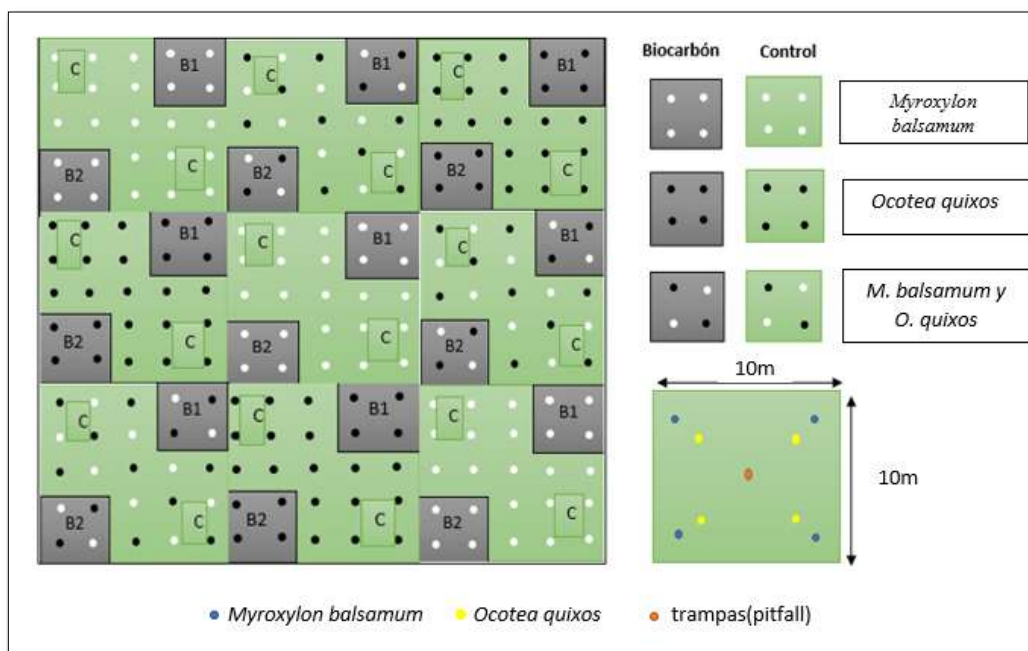 Biocarbón Control
C B1 C B1 C B1
Myroxylon
balsamum
B2 C B2 C B2 C
Ocotea quixos
C B1 C B1 C B1
B2 C B2 C B2 C
M. balsamum y
O. quixos
10m
C B1 C B1 C B1
10m
B2 C B2 C B2 C
Myroxylon balsamum Ocotea quixos trampas(pitfall)